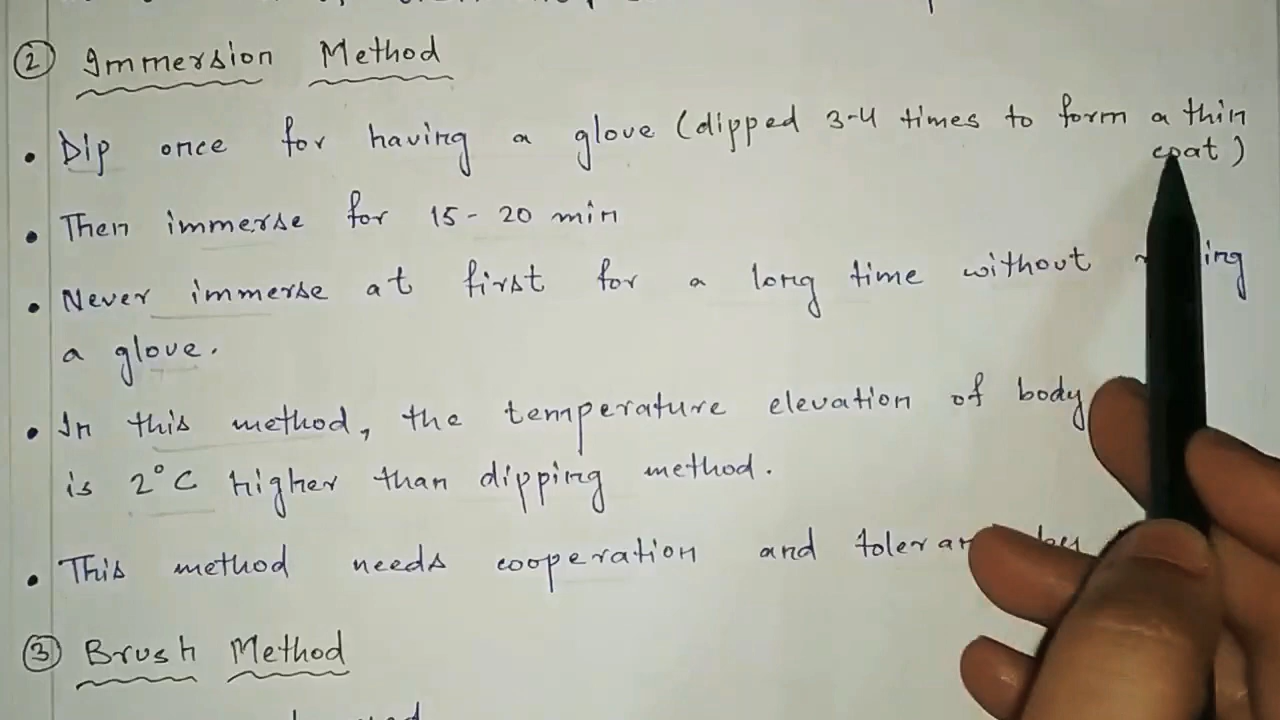 ② Immersion Method
• Dip once for having a glove (dipped 3-4 times to form a thin
coat)
• Then immerse for 15-20 min
• Never immerse at first for a long time without
a glove.
• In this method, the temperature elevation of body
is 2°C higher than dipping method.
• This method needs cooperation and
③ Brush Method